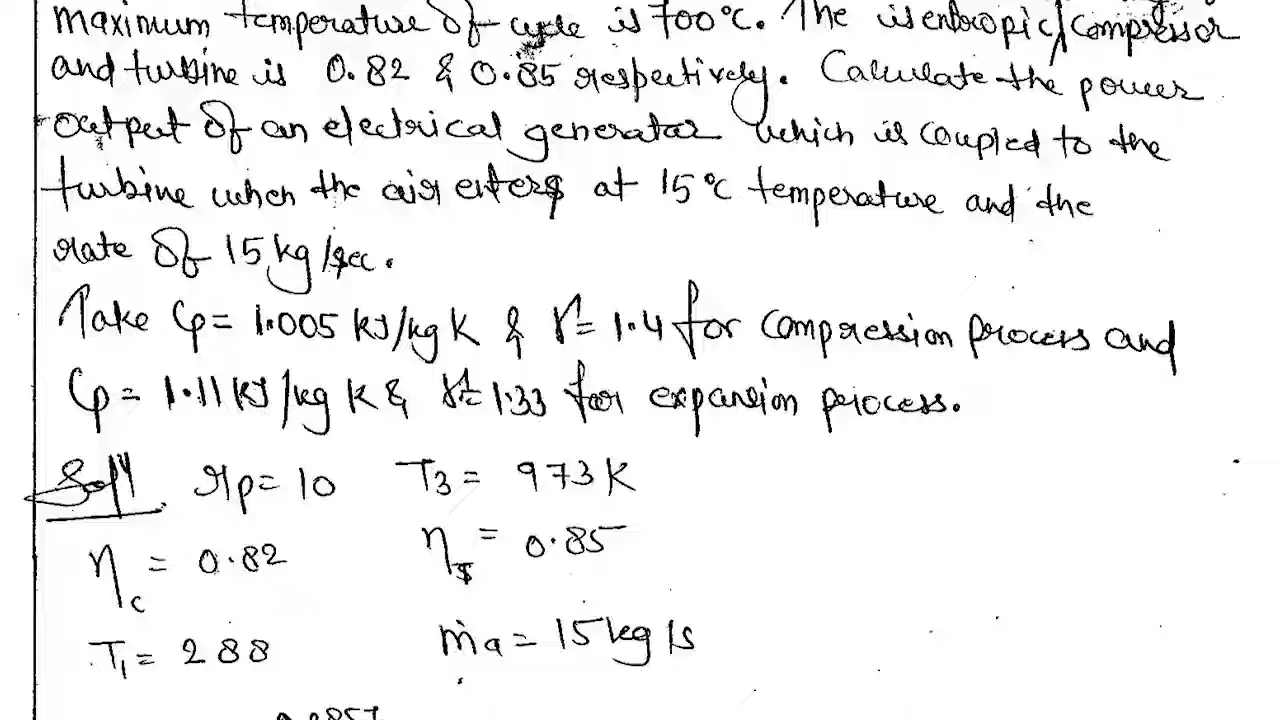 maximum temperature of cycle is 700°C. The isentropic/compressor
and turbine is 0.82 & 0.85 respectively. Calculate the power
output of an electrical generator which is coupled to the
turbine when the air enters at 15°C temperature and the
rate of 15 kg/sec.
Take Cp = 1.005 KJ/kg K & γ = 1.4 for compression process and
Cp = 1.11 KJ/kg K & γ = 1.33 for expansion process.
Soln rp = 10 T3 = 973 K
ηc = 0.82 η = 0.85
T1 = 288 ṁa = 15 kg/s